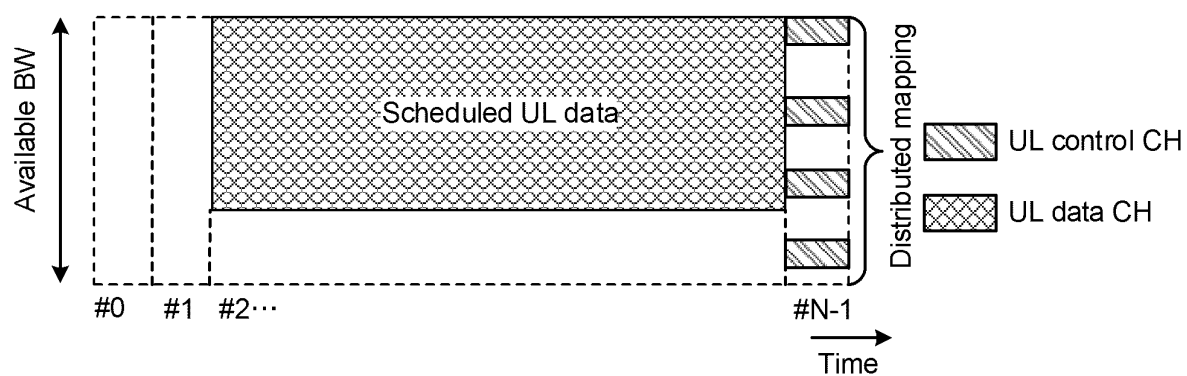 Available BW
Scheduled UL data
Distributed mapping
UL control CH
UL data CH
#0
#1
#2···
#N-1
Time